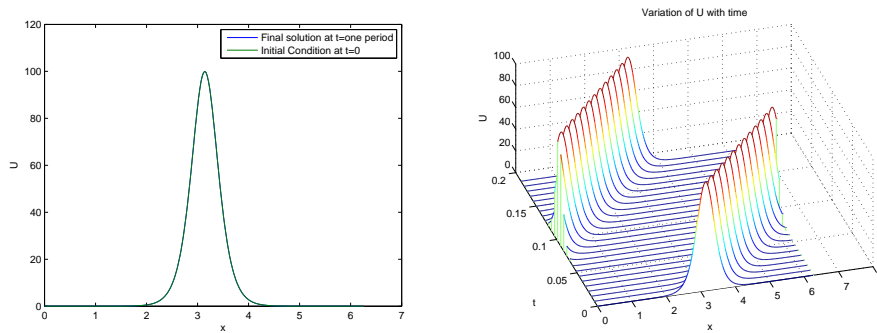 120
100
80
60
40
20
0
U
0 1 2 3 4 5 6 7
x
Final solution at t=one period
Initial Condition at t=0
Variation of U with time
100
80
60
40
20
0
U
0.2
0.15
0.1
0.05
0
t
0 1 2 3 4 5 6 7
x